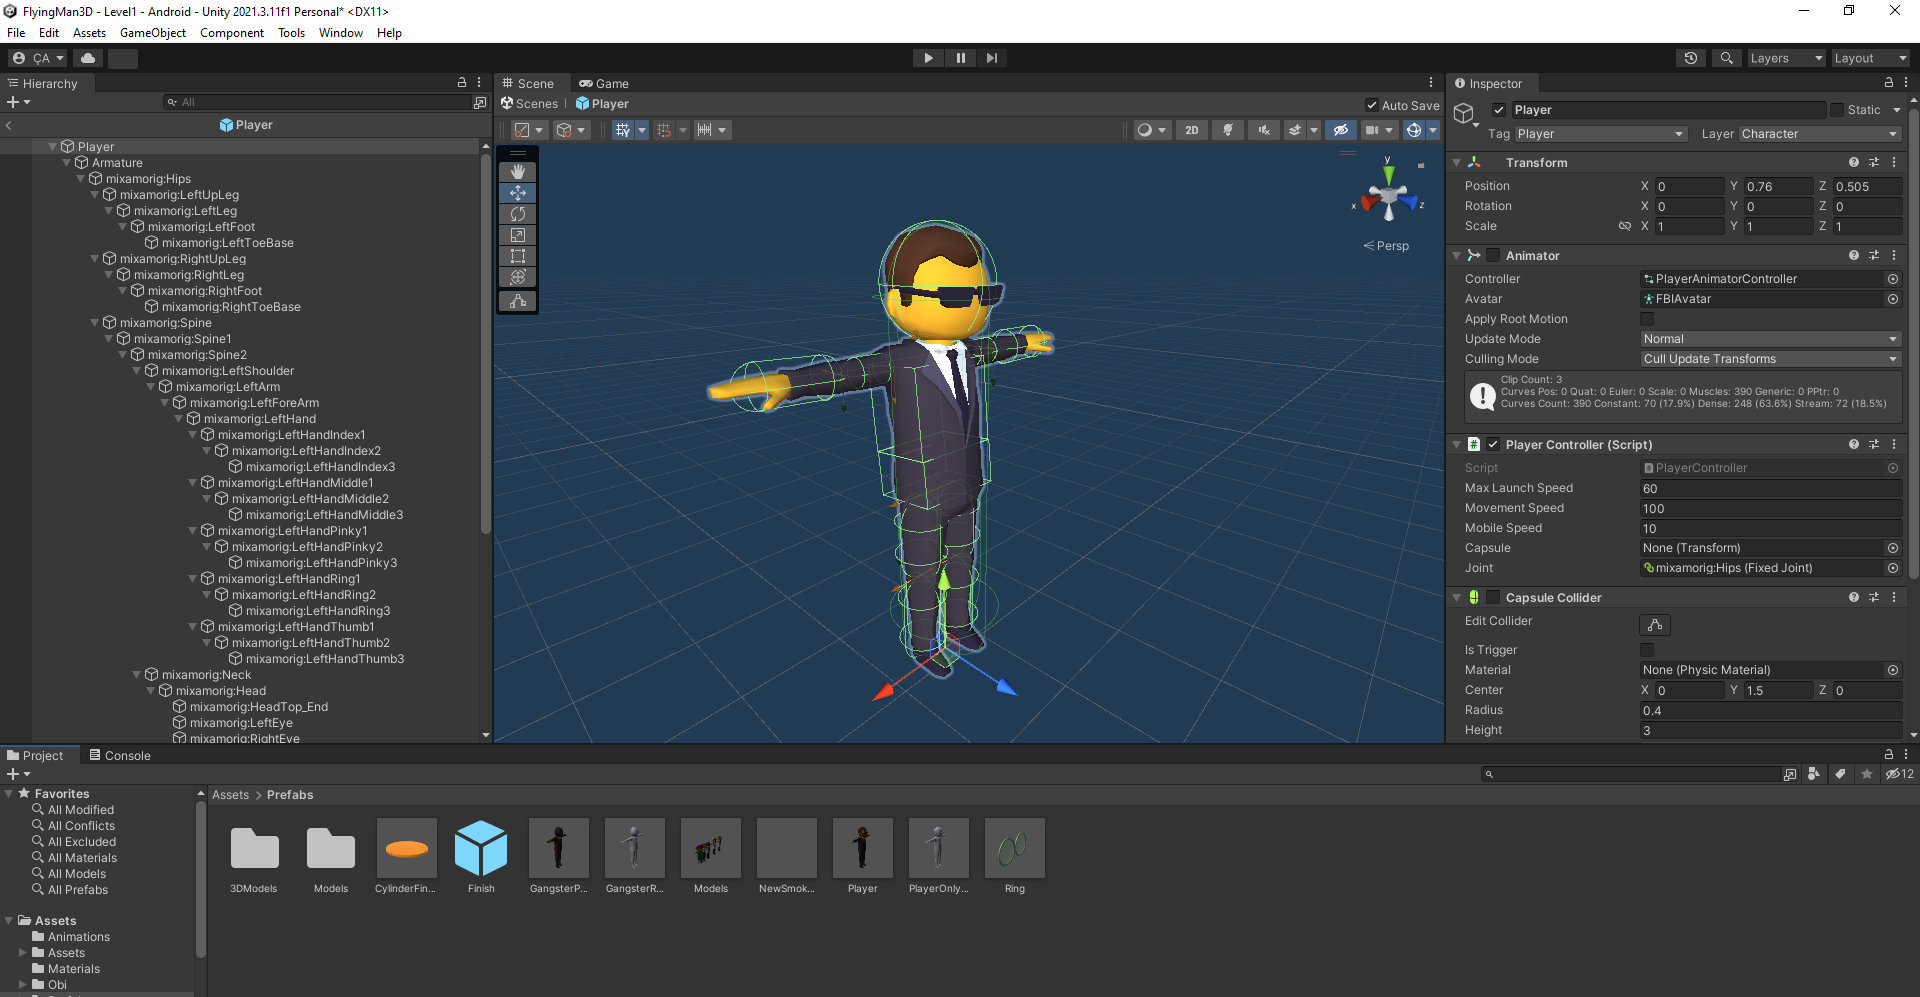 FlyingMan3D - Level1 - Android - Unity 2021.3.11f1 Personal* <DX11>
File Edit Assets GameObject Component Tools Window Help
ÇA
Layers
Layout
Hierarchy
All
Player
Player
Armature
mixamorig:Hips
mixamorig:LeftUpLeg
mixamorig:LeftLeg
mixamorig:LeftFoot
mixamorig:LeftToeBase
mixamorig:RightUpLeg
mixamorig:RightLeg
mixamorig:RightFoot
mixamorig:RightToeBase
mixamorig:Spine
mixamorig:Spine1
mixamorig:Spine2
mixamorig:LeftShoulder
mixamorig:LeftArm
mixamorig:LeftForeArm
mixamorig:LeftHand
mixamorig:LeftHandIndex1
mixamorig:LeftHandIndex2
mixamorig:LeftHandIndex3
mixamorig:LeftHandMiddle1
mixamorig:LeftHandMiddle2
mixamorig:LeftHandMiddle3
mixamorig:LeftHandPinky1
mixamorig:LeftHandPinky2
mixamorig:LeftHandPinky3
mixamorig:LeftHandRing1
mixamorig:LeftHandRing2
mixamorig:LeftHandRing3
mixamorig:LeftHandThumb1
mixamorig:LeftHandThumb2
mixamorig:LeftHandThumb3
mixamorig:Neck
mixamorig:Head
mixamorig:HeadTop_End
mixamorig:LeftEye
mixamorig:RightEye
Scene Game
Scenes | Player
Auto Save
2D
y
x
z
Persp
Inspector
Player
Static
Tag Player Layer Character
Transform
Position X 0 Y 0.76 Z 0.505
Rotation X 0 Y 0 Z 0
Scale X 1 Y 1 Z 1
Animator
Controller PlayerAnimatorController
Avatar FBIAvatar
Apply Root Motion
Update Mode Normal
Culling Mode Cull Update Transforms
Clip Count: 3
Curves Pos: 0 Quat: 0 Euler: 0 Scale: 0 Muscles: 390 Generic: 0 PPtr: 0
Curves Count: 390 Constant: 70 (17.9%) Dense: 248 (63.6%) Stream: 72 (18.5%)
# Player Controller (Script)
Script PlayerController
Max Launch Speed 60
Movement Speed 100
Mobile Speed 10
Capsule None (Transform)
Joint mixamorig:Hips (Fixed Joint)
Capsule Collider
Edit Collider
Is Trigger
Material None (Physic Material)
Center X 0 Y 1.5 Z 0
Radius 0.4
Height 3
Project Console
12
Favorites
All Modified
All Conflicts
All Excluded
All Materials
All Models
All Prefabs
Assets
Animations
Assets
Materials
Obi
Assets > Prefabs
3DModels Models CylinderFin... Finish GangsterP... GangsterR... Models NewSmok... Player PlayerOnly... Ring